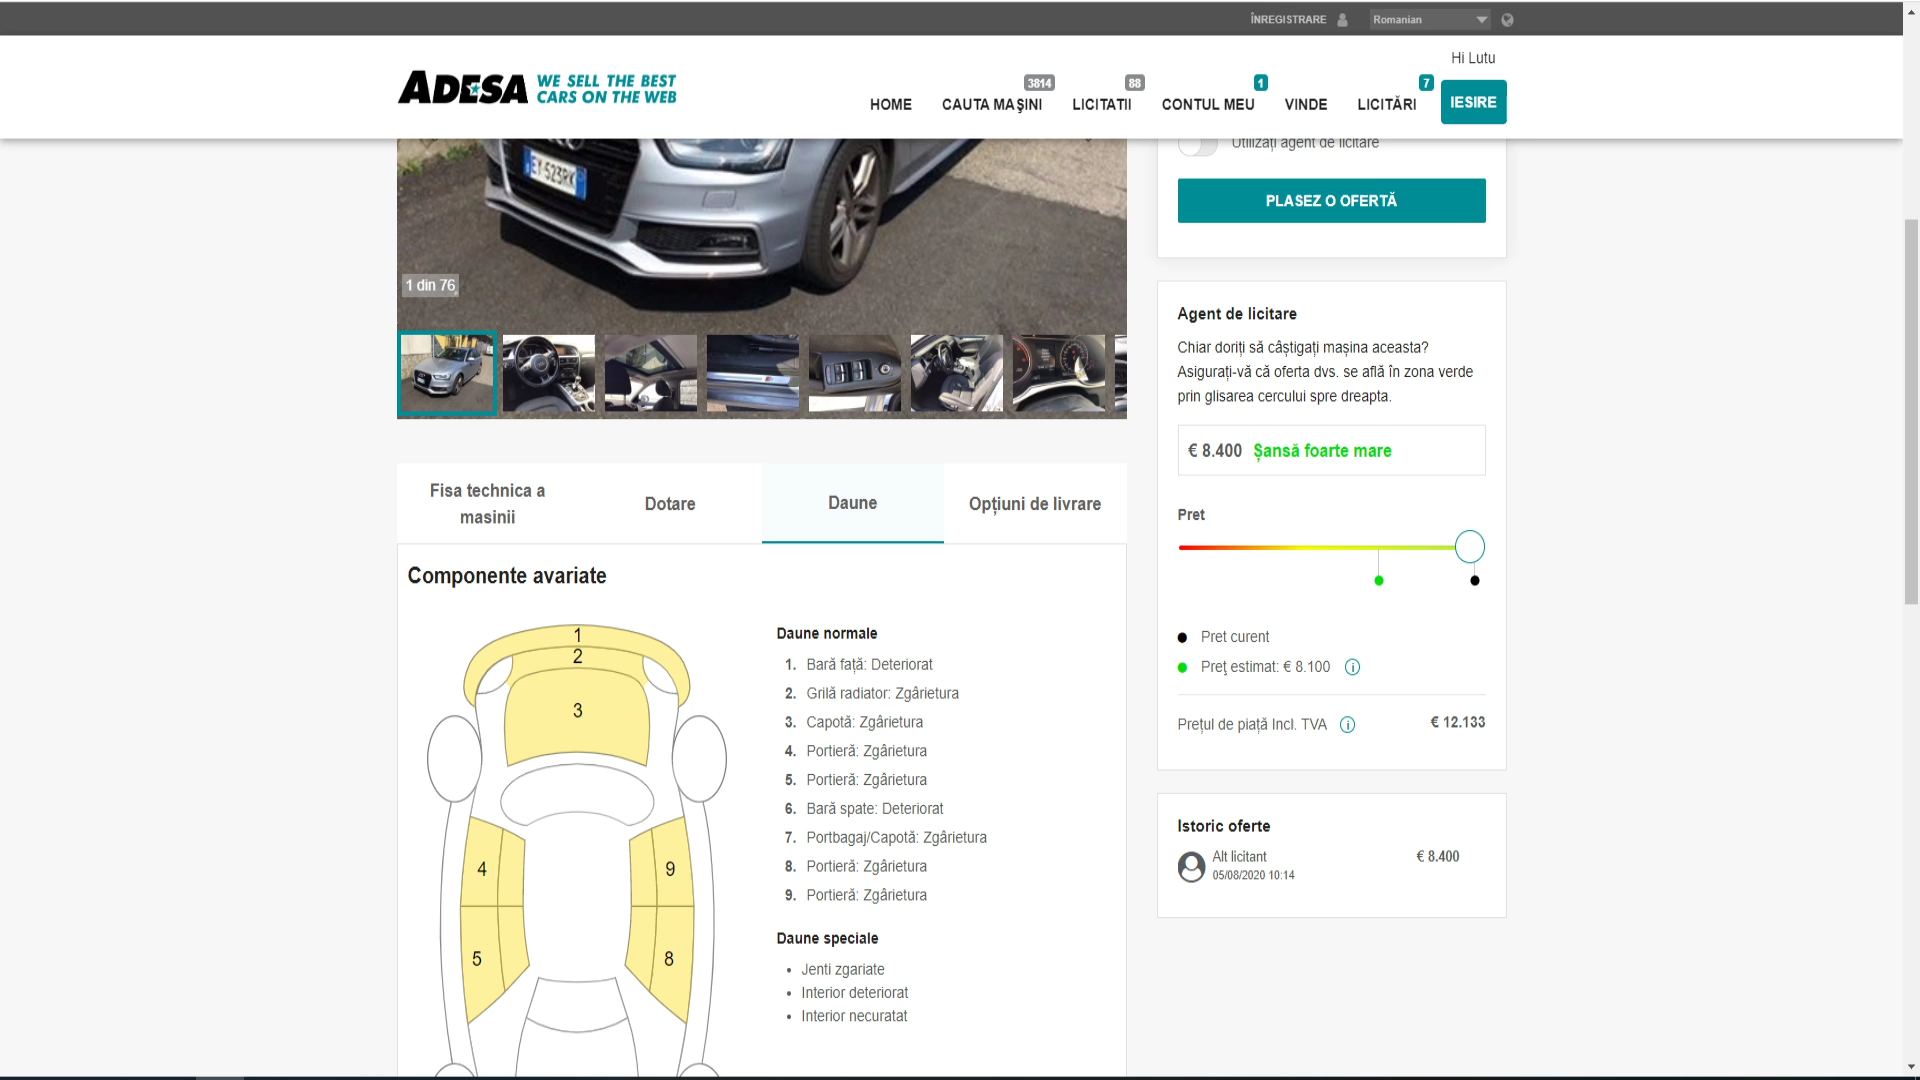 ÎNREGISTRARE
Romanian
Hi Lutu
ADESA WE SELL THE BEST
CARS ON THE WEB
HOME
CAUTA MAŞINI 3814
LICITATII 88
CONTUL MEU 1
VINDE
LICITĂRI 7
IESIRE
EY 523RK
1 din 76
Utilizați agent de licitare
PLASEZ O OFERTĂ
Agent de licitare
Chiar doriți să câștigați mașina aceasta?
Asigurați-vă că oferta dvs. se află în zona verde
prin glisarea cercului spre dreapta.
€ 8.400 Șansă foarte mare
Pret
Pret curent
Preţ estimat: € 8.100
Prețul de piață Incl. TVA € 12.133
Istoric oferte
Alt licitant € 8.400
05/08/2020 10:14
Fisa technica a
masinii
Dotare
Daune
Opțiuni de livrare
Componente avariate
1
2
3
4
9
5
8
Daune normale
1. Bară față: Deteriorat
2. Grilă radiator: Zgârietura
3. Capotă: Zgârietura
4. Portieră: Zgârietura
5. Portieră: Zgârietura
6. Bară spate: Deteriorat
7. Portbagaj/Capotă: Zgârietura
8. Portieră: Zgârietura
9. Portieră: Zgârietura
Daune speciale
• Jenti zgariate
• Interior deteriorat
• Interior necuratat